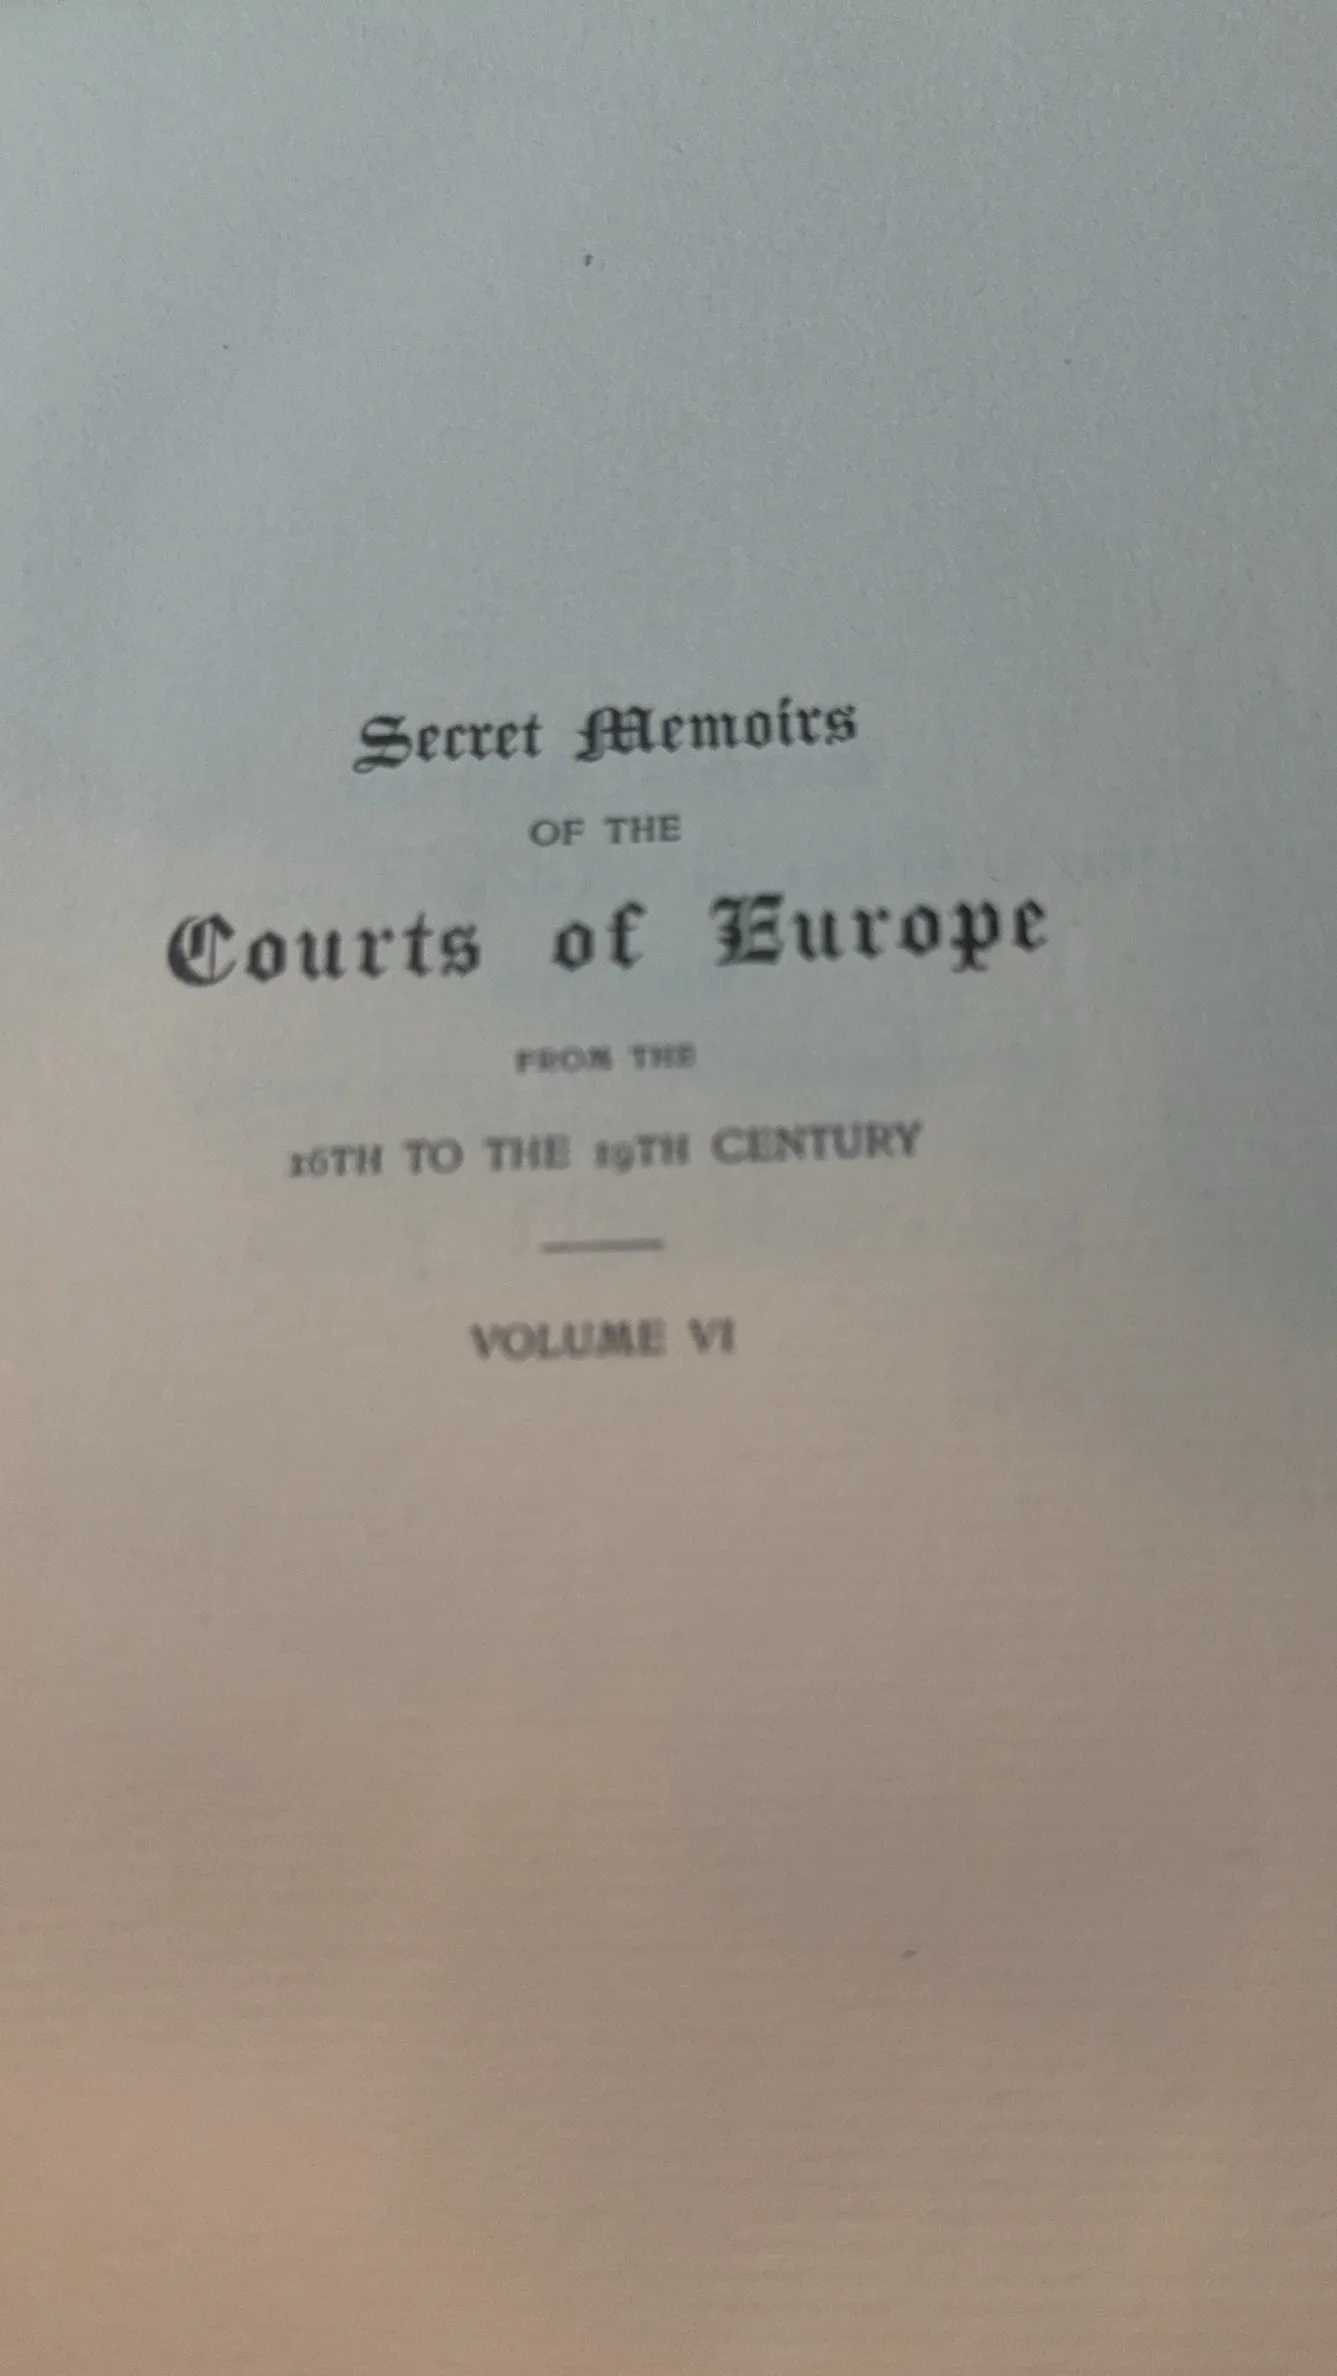 Secret Memoirs
OF THE
Courts of Europe
FROM THE
16TH TO THE 19TH CENTURY
VOLUME VI